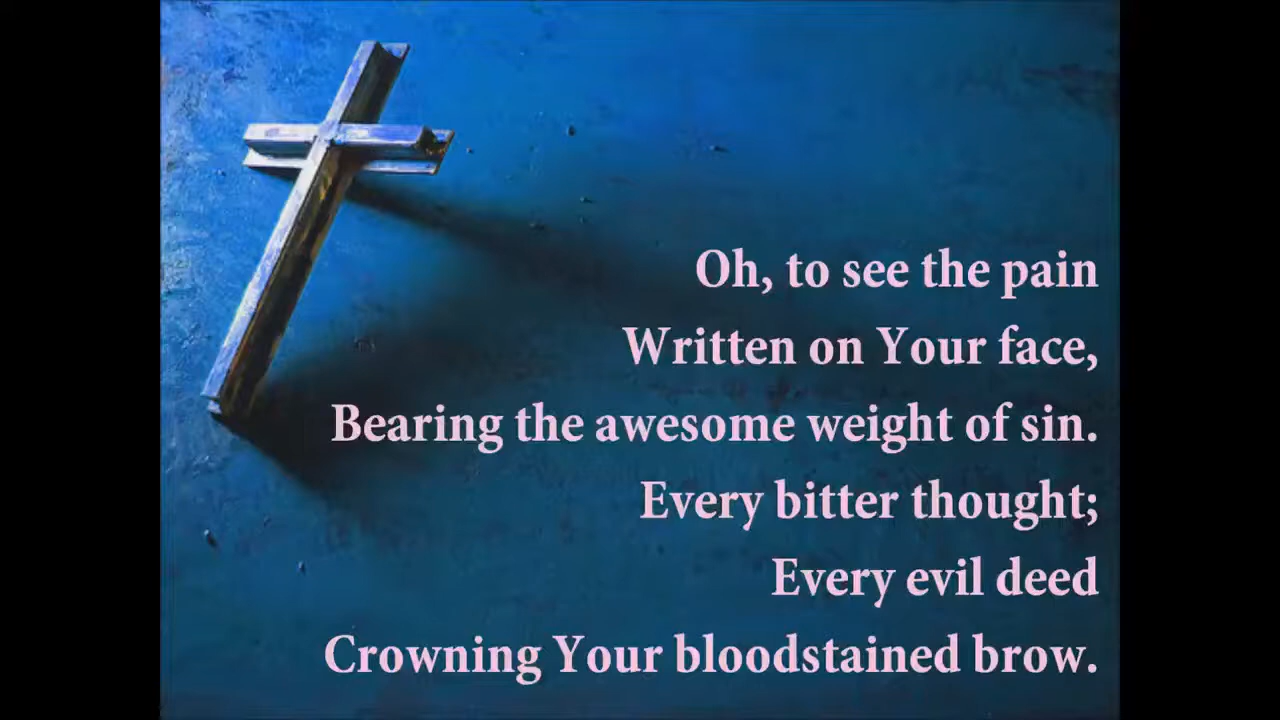 Oh, to see the pain
Written on Your face,
Bearing the awesome weight of sin.
Every bitter thought;
Every evil deed
Crowning Your bloodstained brow.